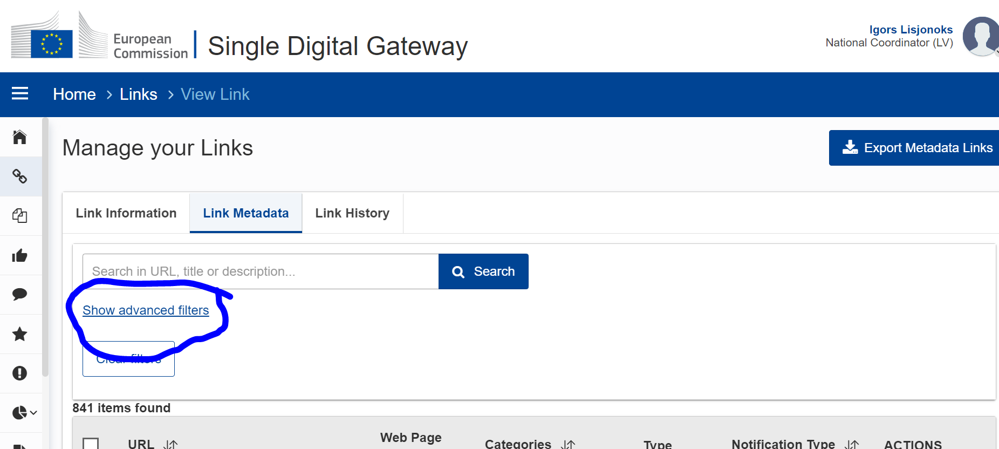 European
Commission
Single Digital Gateway
Igors Lisjonoks
National Coordinator (LV)
Home > Links > View Link
Manage your Links
Export Metadata Links
Link Information
Link Metadata
Link History
Search in URL, title or description...
Search
Show advanced filters
Clear filters
841 items found
URL
Web Page
Categories
Type
Notification Type
ACTIONS